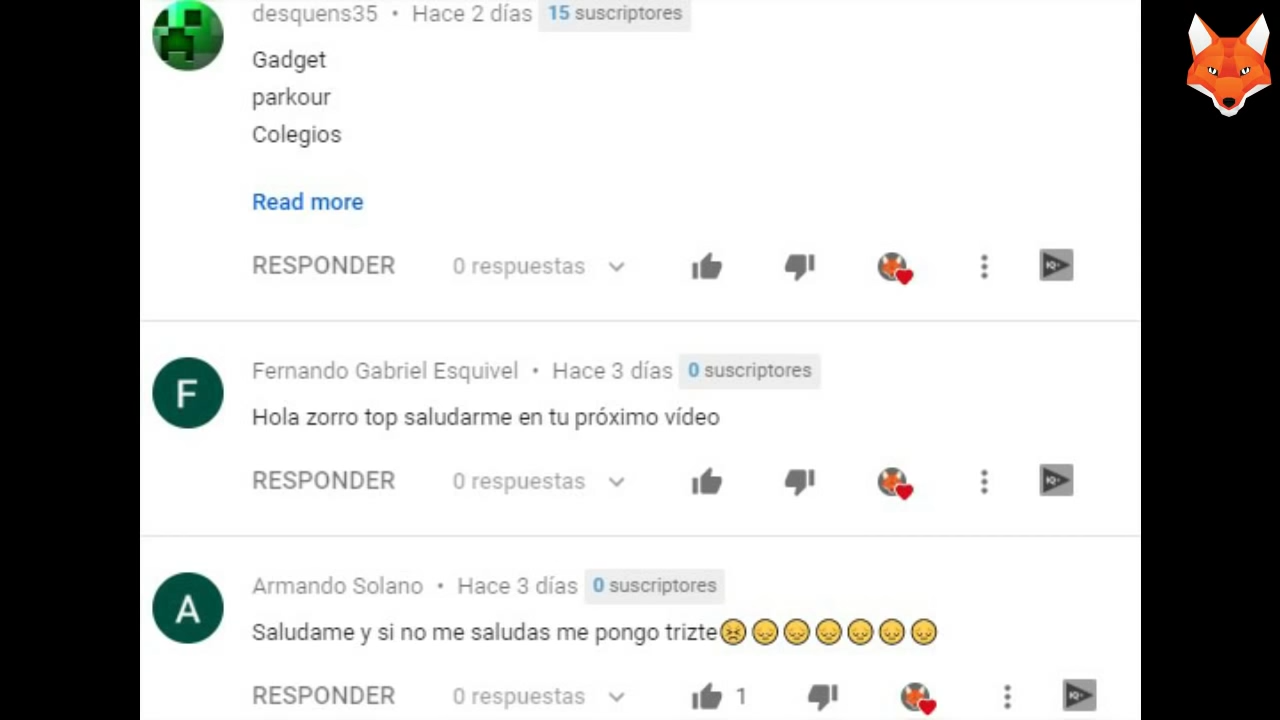 desquens35 • Hace 2 días 15 suscriptores
Gadget
parkour
Colegios
Read more
RESPONDER 0 respuestas
Fernando Gabriel Esquivel • Hace 3 días 0 suscriptores
Hola zorro top saludarme en tu próximo vídeo
RESPONDER 0 respuestas
Armando Solano • Hace 3 días 0 suscriptores
Saludame y si no me saludas me pongo trizte😣😞😞😞😞😞😞
RESPONDER 0 respuestas 1